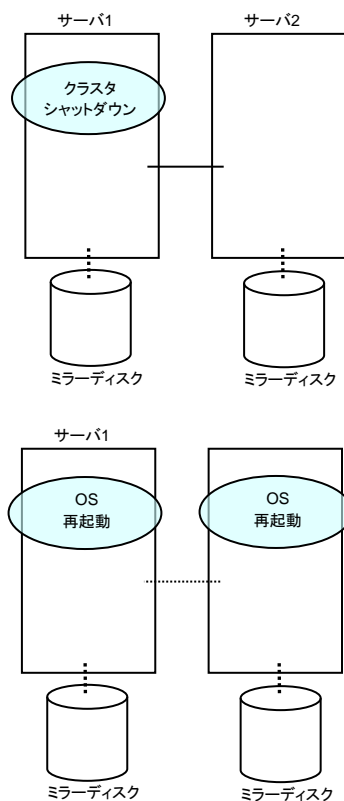 サーバ1
サーバ2
クラスタ
シャットダウン
ミラーディスク
ミラーディスク
サーバ1
OS
再起動
OS
再起動
ミラーディスク
ミラーディスク